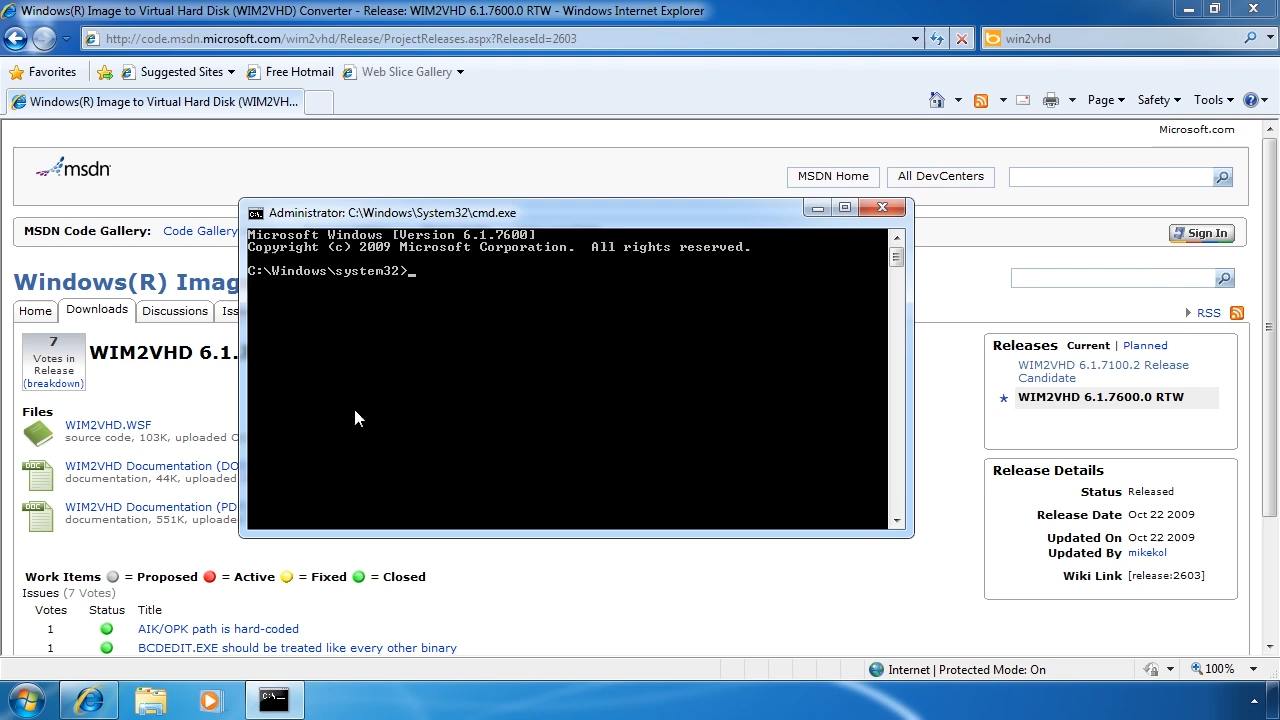 Windows(R) Image to Virtual Hard Disk (WIM2VHD) Converter - Release: WIM2VHD 6.1.7600.0 RTW - Windows Internet Explorer
http://code.msdn.microsoft.com/wim2vhd/Release/ProjectReleases.aspx?ReleaseId=2603
win2vhd
Favorites
Suggested Sites
Free Hotmail
Web Slice Gallery
Windows(R) Image to Virtual Hard Disk (WIM2VH...
Page
Safety
Tools
Microsoft.com
msdn
MSDN Home
All DevCenters
MSDN Code Gallery: Code Gallery
Sign In
Administrator: C:\Windows\System32\cmd.exe
Microsoft Windows [Version 6.1.7600]
Copyright (c) 2009 Microsoft Corporation. All rights reserved.
C:\Windows\system32>_
Windows(R) Imag
Home
Downloads
Discussions
Iss
RSS
7
Votes in
Release
(breakdown)
WIM2VHD 6.1.
Files
WIM2VHD.WSF
source code, 103K, uploaded O
WIM2VHD Documentation (DO
documentation, 44K, uploaded
WIM2VHD Documentation (PD
documentation, 551K, uploade
Releases Current | Planned
WIM2VHD 6.1.7100.2 Release
Candidate
WIM2VHD 6.1.7600.0 RTW
Release Details
Status Released
Release Date Oct 22 2009
Updated On Oct 22 2009
Updated By mikekol
Wiki Link [release:2603]
Work Items = Proposed = Active = Fixed = Closed
Issues (7 Votes)
Votes Status Title
1 AIK/OPK path is hard-coded
1 BCDEDIT.EXE should be treated like every other binary
Internet | Protected Mode: On
100%